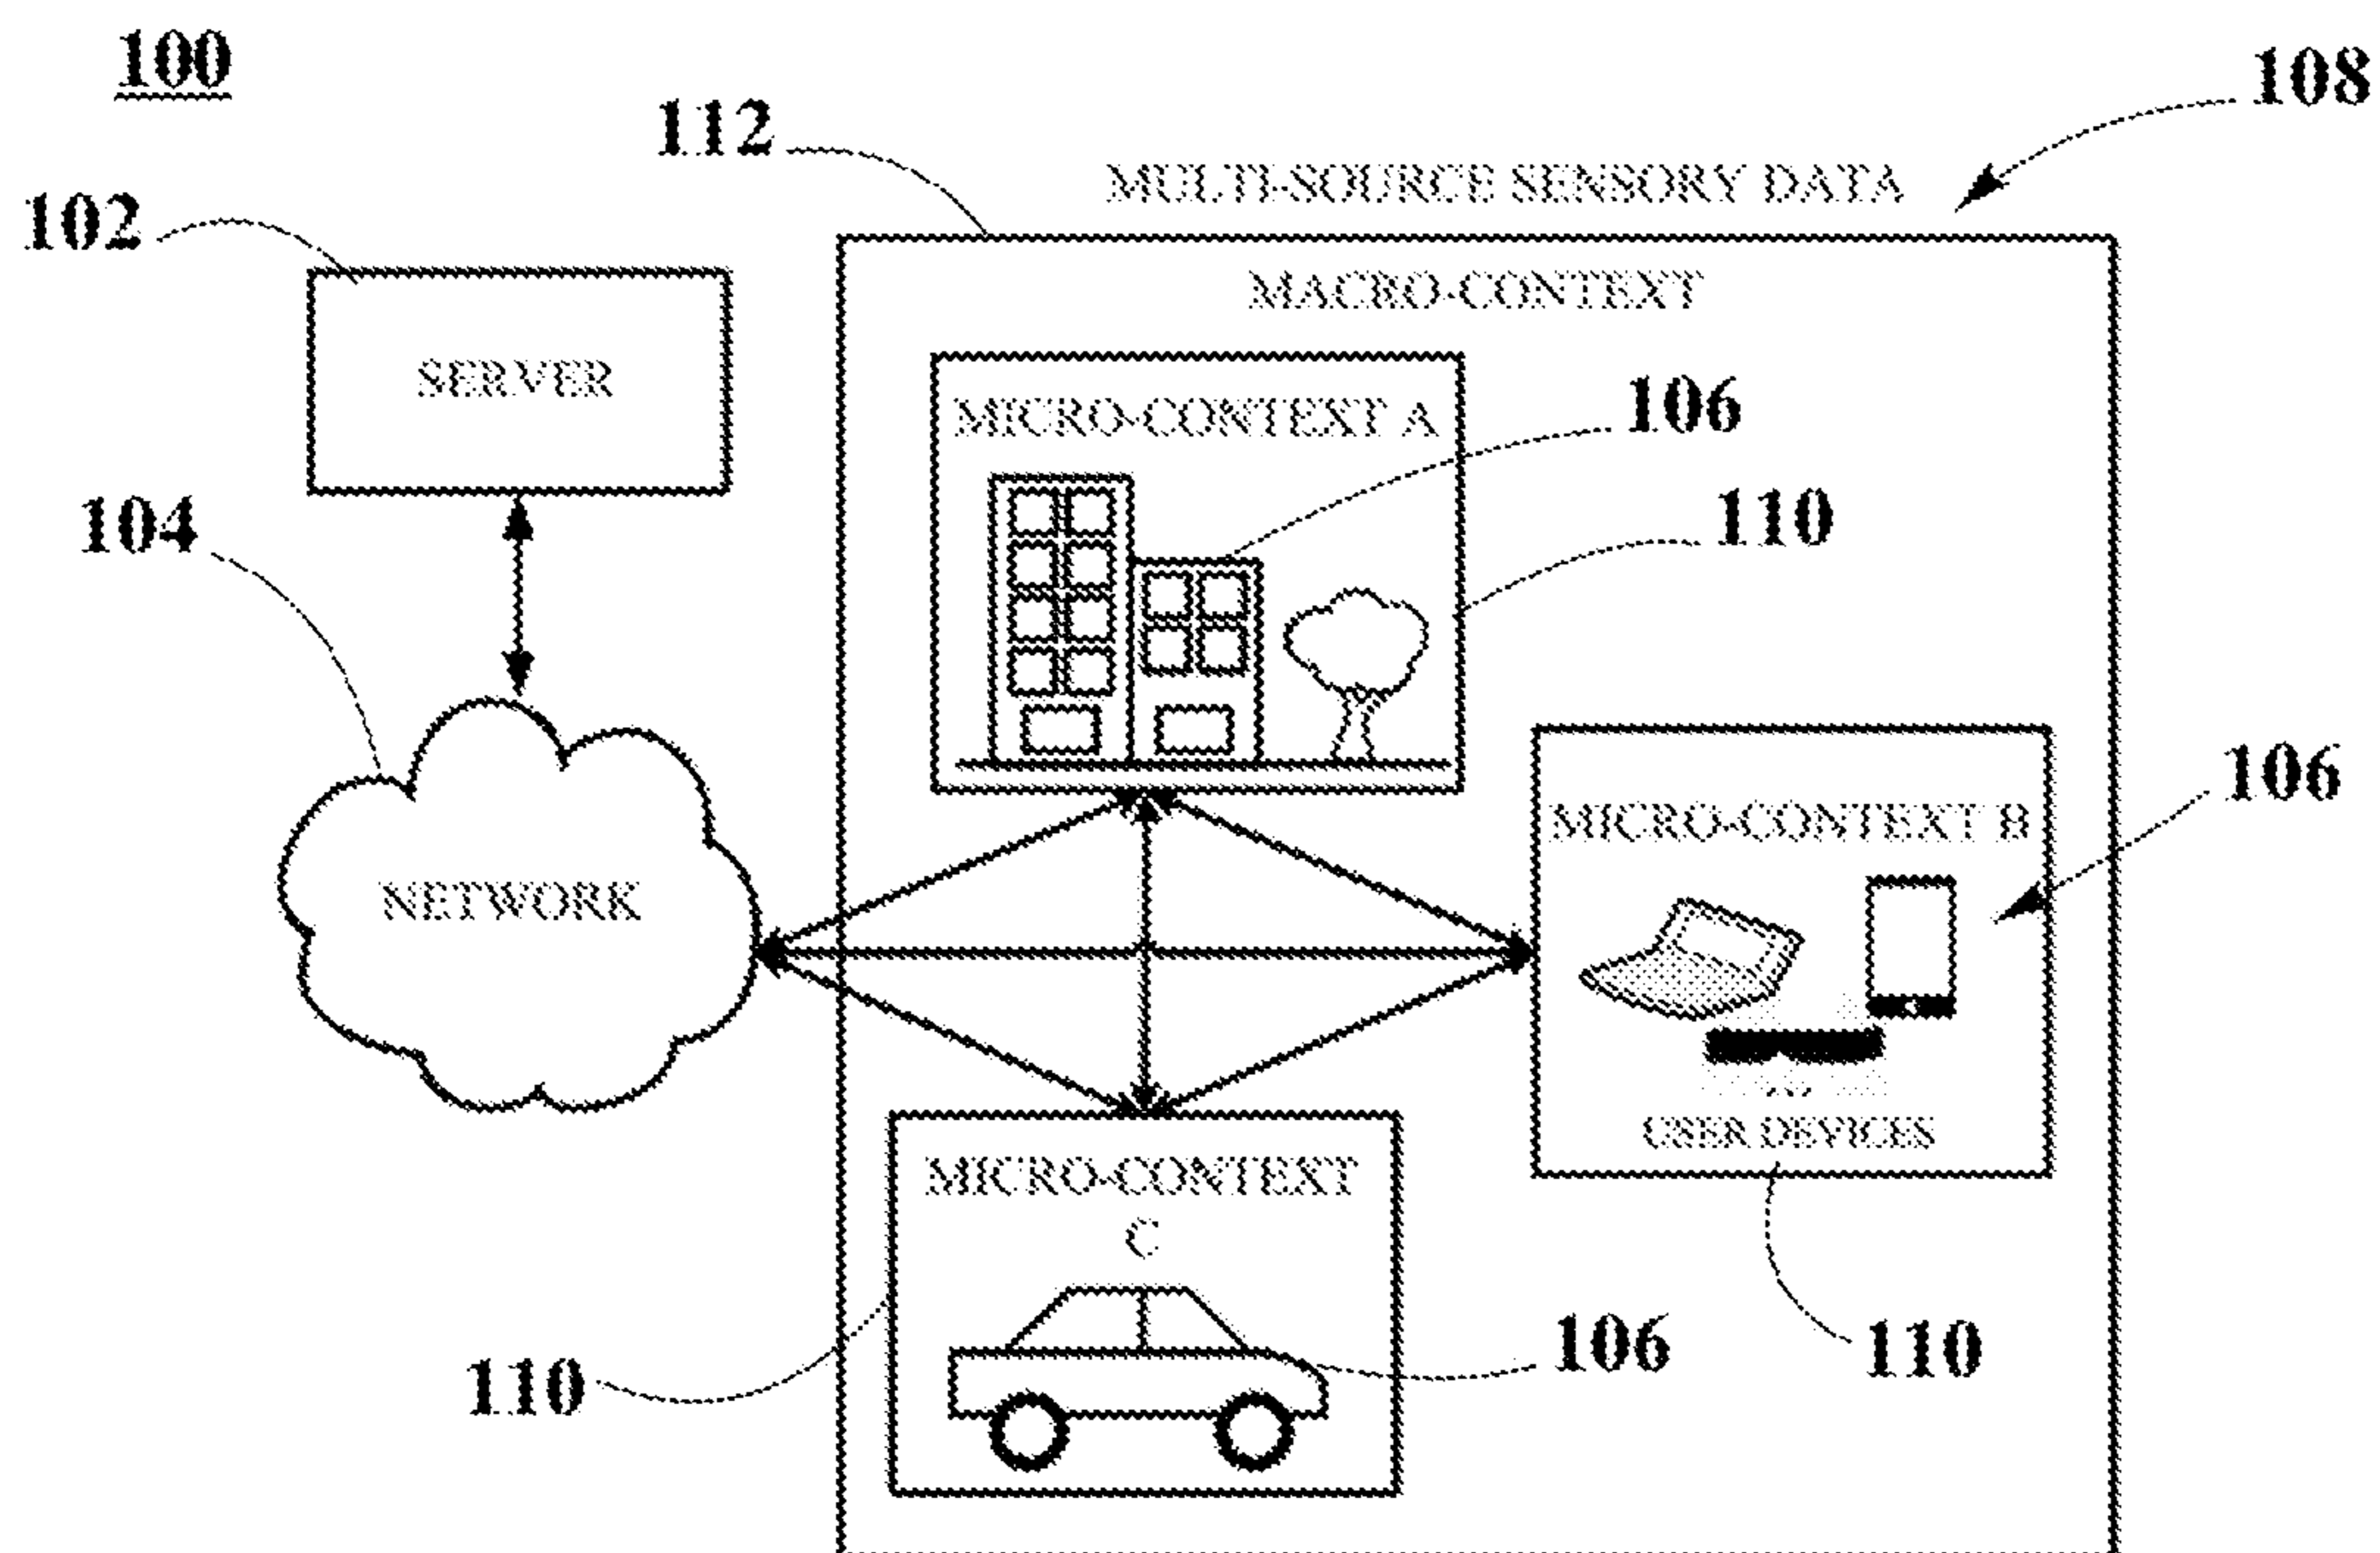 100
108
112
MULTI-SOURCE SENSORY DATA
102
MACRO-CONTEXT
SERVER
MICRO-CONTEXT A
106
104
110
106
MICRO-CONTEXT B
NETWORK
USER DEVICES
MICRO-CONTEXT
C
110
106
110